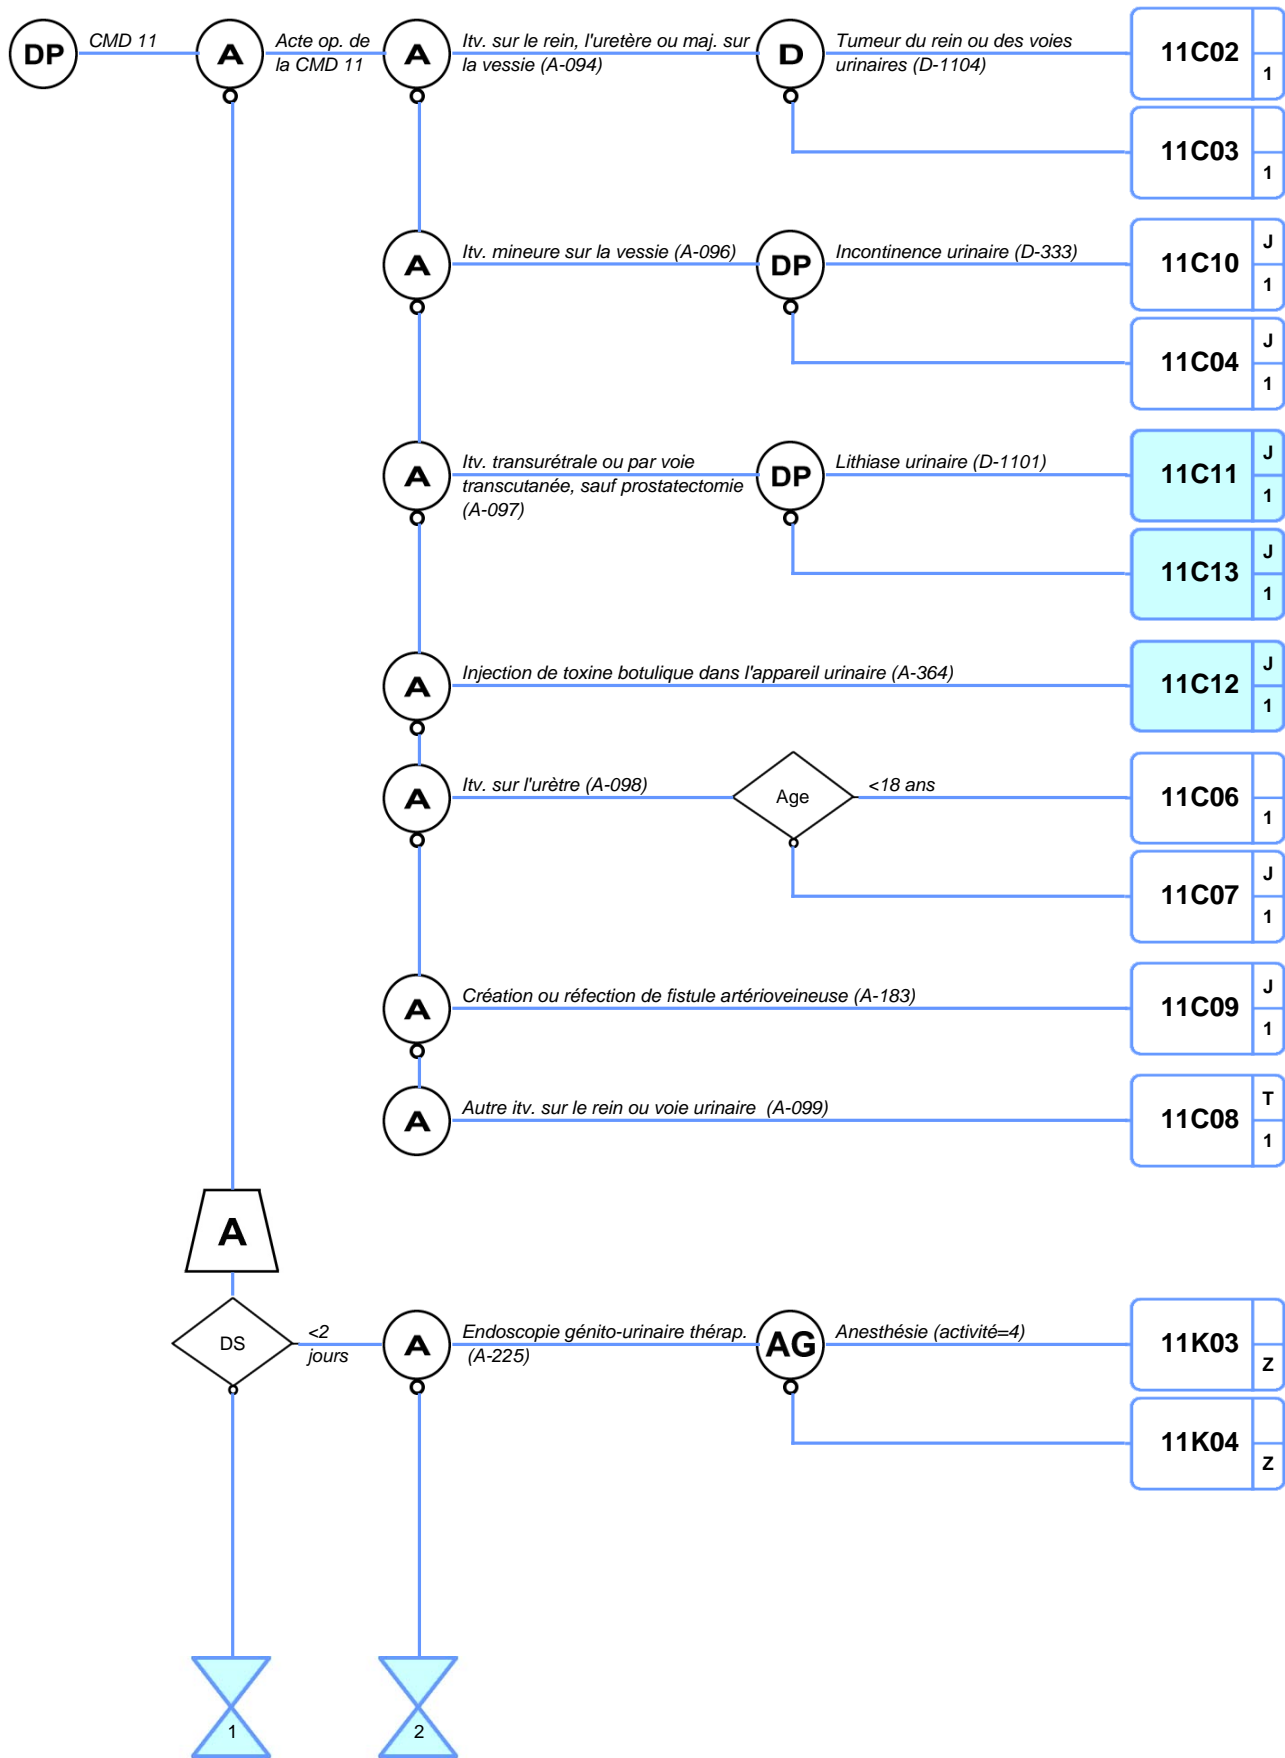 DP
CMD 11
A
Acte op. de
la CMD 11
A
Itv. sur le rein, l'uretère ou maj. sur
la vessie (A-094)
D
Tumeur du rein ou des voies
urinaires (D-1104)
11C02
1
11C03
1
A
Itv. mineure sur la vessie (A-096)
DP
Incontinence urinaire (D-333)
11C10
J
1
11C04
J
1
A
Itv. transurétrale ou par voie
transcutanée, sauf prostatectomie
(A-097)
DP
Lithiase urinaire (D-1101)
11C11
J
1
11C13
J
1
A
Injection de toxine botulique dans l'appareil urinaire (A-364)
11C12
J
1
A
Itv. sur l'urètre (A-098)
Age
<18 ans
11C06
1
11C07
J
1
A
Création ou réfection de fistule artérioveineuse (A-183)
11C09
J
1
A
Autre itv. sur le rein ou voie urinaire (A-099)
11C08
T
1
A
DS
<2
jours
A
Endoscopie génito-urinaire thérap.
(A-225)
AG
Anesthésie (activité=4)
11K03
Z
11K04
Z
1
2